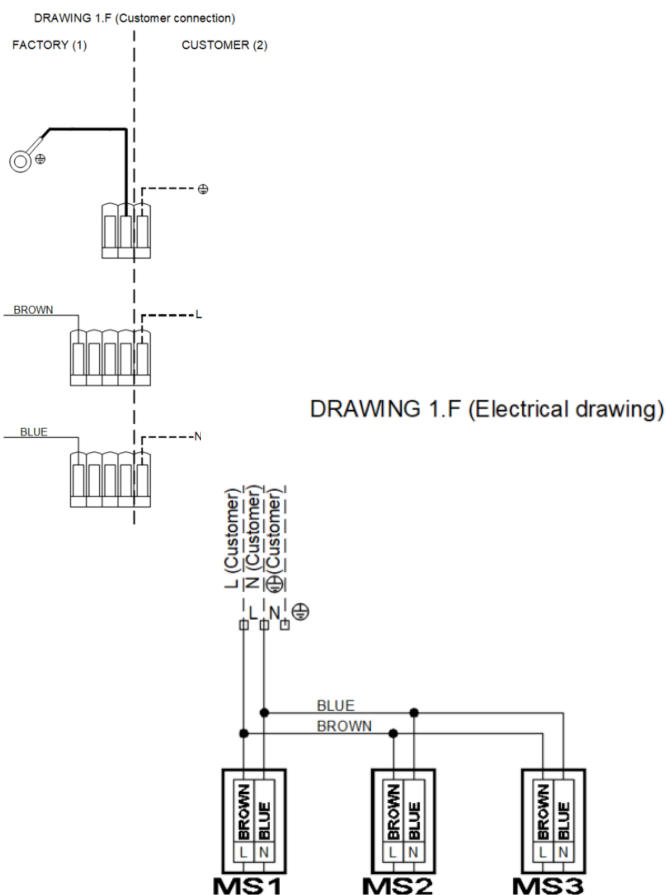 DRAWING 1.F (Customer connection)
FACTORY (1)
CUSTOMER (2)
BROWN
L
BLUE
N
DRAWING 1.F (Electrical drawing)
L (Customer)
N (Customer)
(Customer)
L
N
BLUE
BROWN
BROWN
BLUE
L
N
MS1
BROWN
BLUE
L
N
MS2
BROWN
BLUE
L
N
MS3